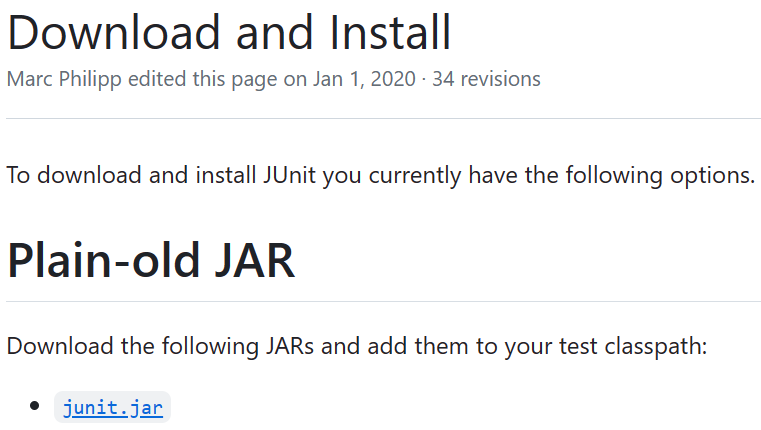 Download and Install
Marc Philipp edited this page on Jan 1, 2020 · 34 revisions
To download and install JUnit you currently have the following options.
Plain-old JAR
Download the following JARs and add them to your test classpath:
• junit.jar